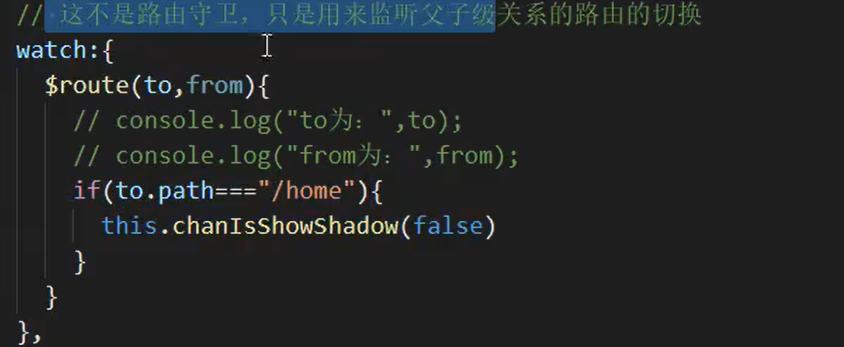 // 这不是路由守卫，只是用来监听父子级关系的路由的切换
watch:{
$route(to,from){
// console.log("to为：",to);
// console.log("from为：",from);
if(to.path==="/home"){
this.chanIsShowShadow(false)
}
}
},